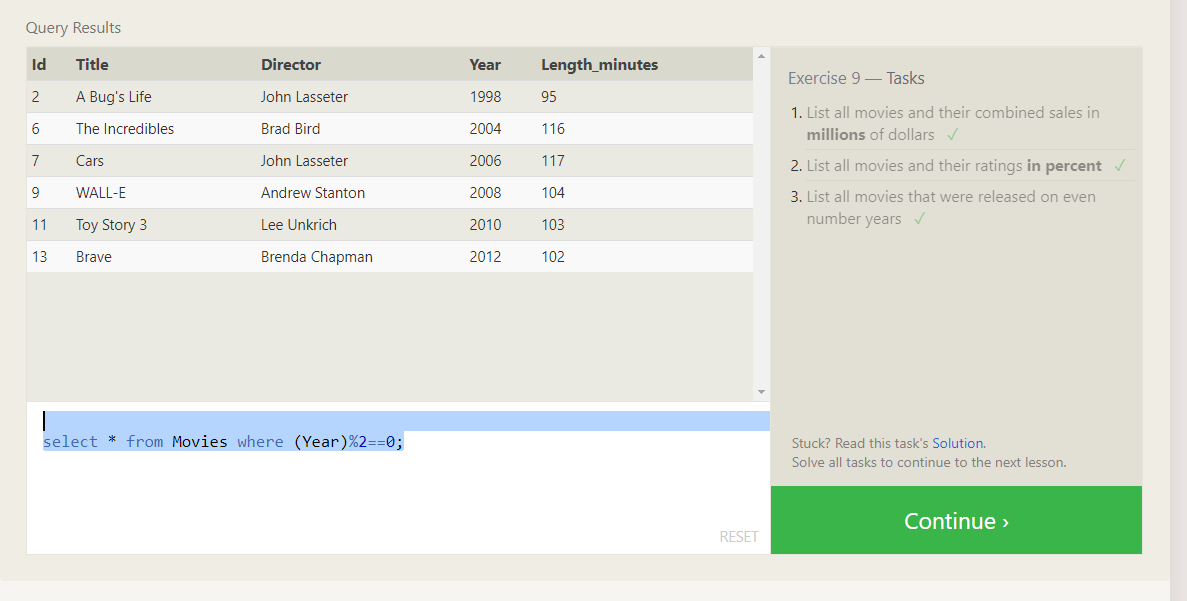 Query Results
Id Title Director Year Length_minutes
2 A Bug's Life John Lasseter 1998 95
6 The Incredibles Brad Bird 2004 116
7 Cars John Lasseter 2006 117
9 WALL-E Andrew Stanton 2008 104
11 Toy Story 3 Lee Unkrich 2010 103
13 Brave Brenda Chapman 2012 102
select * from Movies where (Year)%2==0;
RESET
Exercise 9 — Tasks
1. List all movies and their combined sales in
millions of dollars ✓
2. List all movies and their ratings in percent ✓
3. List all movies that were released on even
number years ✓
Stuck? Read this task's Solution.
Solve all tasks to continue to the next lesson.
Continue ›